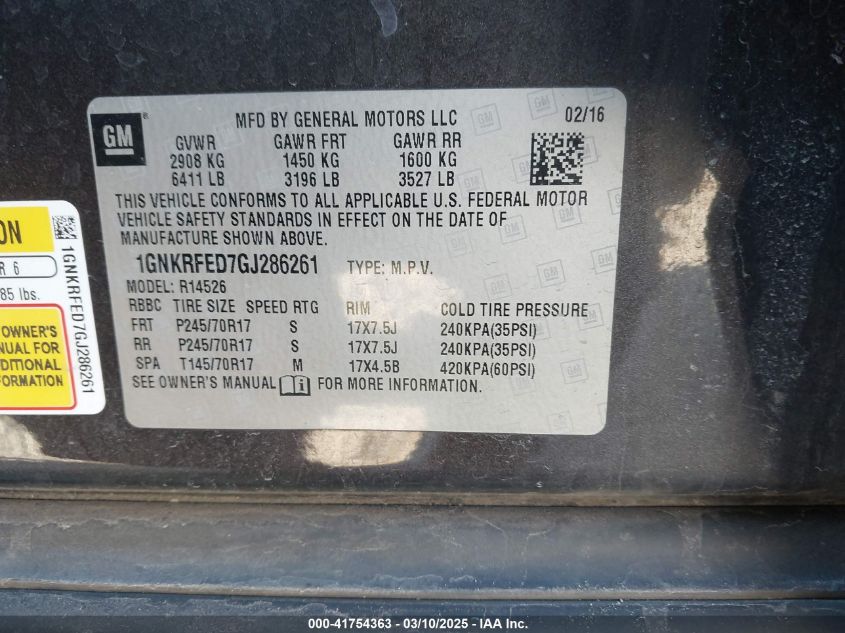 MFD BY GENERAL MOTORS LLC 02/16
GM
GVWR GAWR FRT GAWR RR
2908 KG 1450 KG 1600 KG
6411 LB 3196 LB 3527 LB
THIS VEHICLE CONFORMS TO ALL APPLICABLE U.S. FEDERAL MOTOR
VEHICLE SAFETY STANDARDS IN EFFECT ON THE DATE OF
MANUFACTURE SHOWN ABOVE.
1GNKRFED7GJ286261 TYPE: M.P.V.
MODEL: R14526
RBBC TIRE SIZE SPEED RTG RIM COLD TIRE PRESSURE
FRT P245/70R17 S 17X7.5J 240KPA(35PSI)
RR P245/70R17 S 17X7.5J 240KPA(35PSI)
SPA T145/70R17 M 17X4.5B 420KPA(60PSI)
SEE OWNER'S MANUAL FOR MORE INFORMATION.
ON
R 6
85 lbs.
OWNER'S
NUAL FOR
DITIONAL
FORMATION
1GNKRFED7GJ286261
000-41754363 - 03/10/2025 - IAA, Inc.